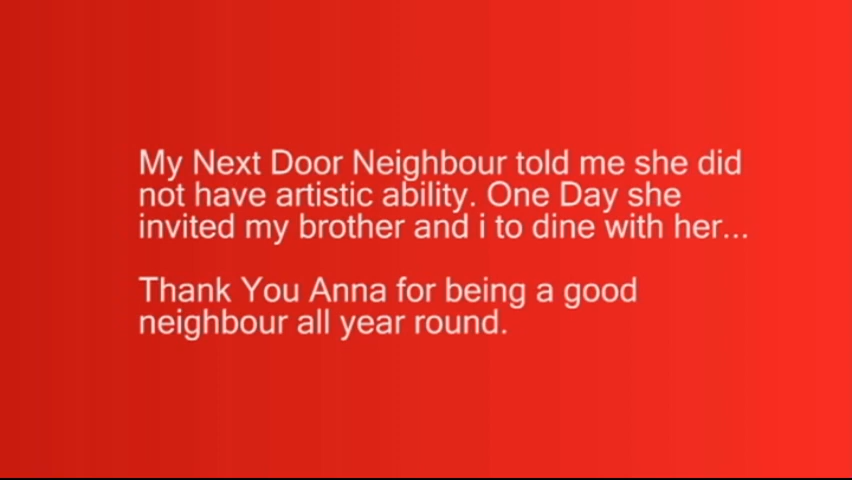 My Next Door Neighbour told me she did
not have artistic ability. One Day she
invited my brother and i to dine with her...
Thank You Anna for being a good
neighbour all year round.